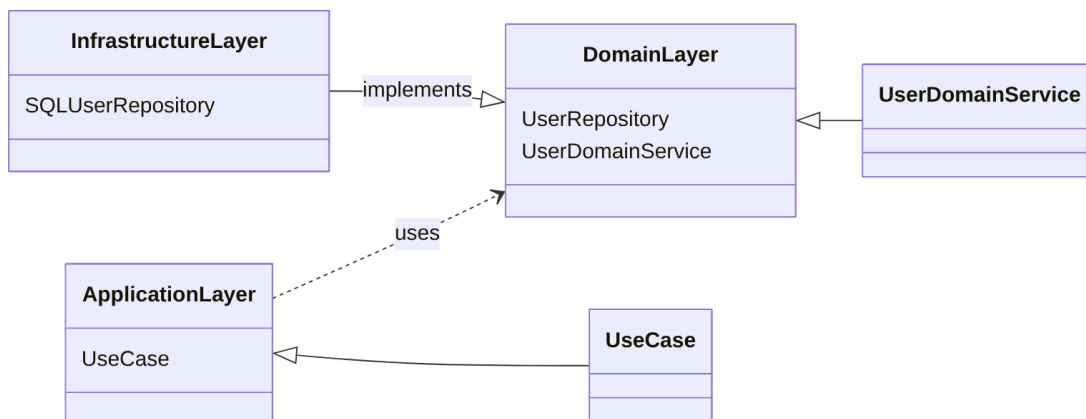 InfrastructureLayer
SQLUserRepository
implements
DomainLayer
UserRepository
UserDomainService
UserDomainService
uses
ApplicationLayer
UseCase
UseCase